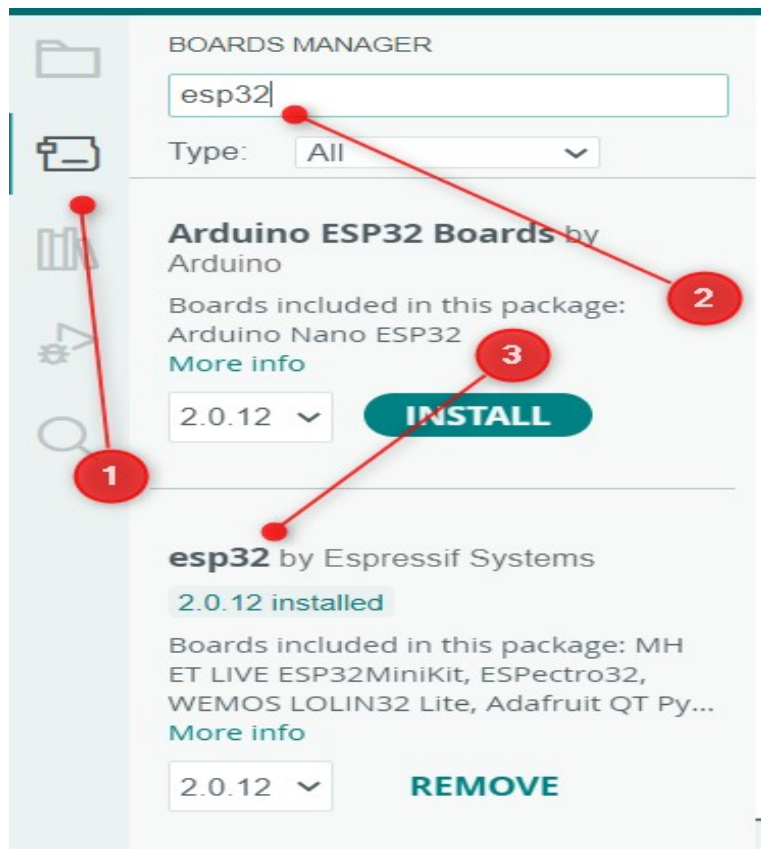 BOARDS MANAGER
esp32
Type: All
Arduino ESP32 Boards by
Arduino
Boards included in this package:
2
Arduino Nano ESP32
3
More info
2.0.12 INSTALL
1
esp32 by Espressif Systems
2.0.12 installed
Boards included in this package: MH
ET LIVE ESP32MiniKit, ESPectro32,
WEMOS LOLIN32 Lite, Adafruit QT Py...
More info
2.0.12 REMOVE